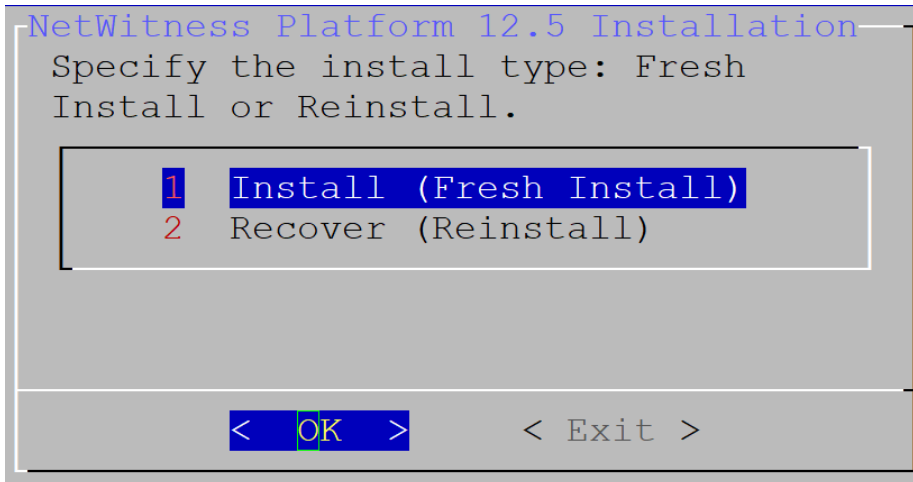 NetWitness Platform 12.5 Installation
Specify the install type: Fresh
Install or Reinstall.
1 Install (Fresh Install)
2 Recover (Reinstall)
< OK > < Exit >